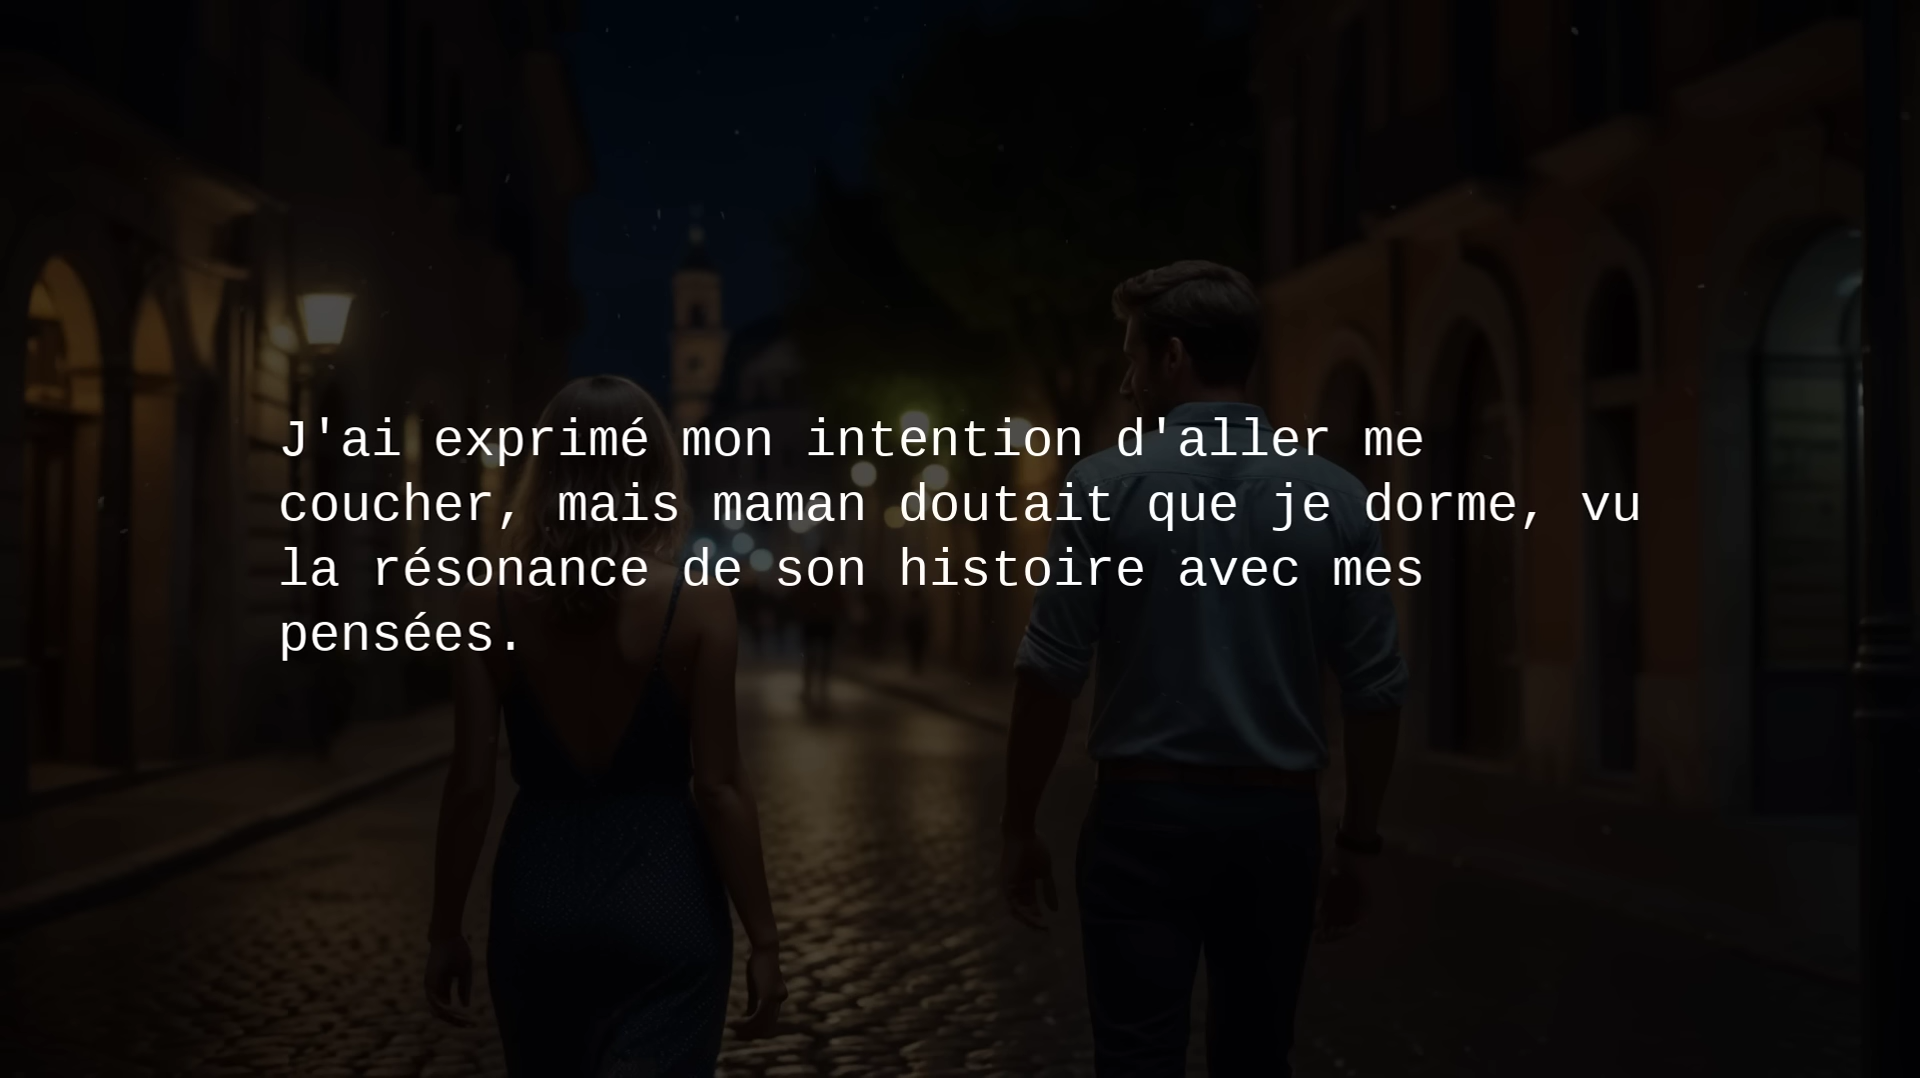 J'ai exprimé mon intention d'aller me
coucher, mais maman doutait que je dorme, vu
la résonance de son histoire avec mes
pensées.